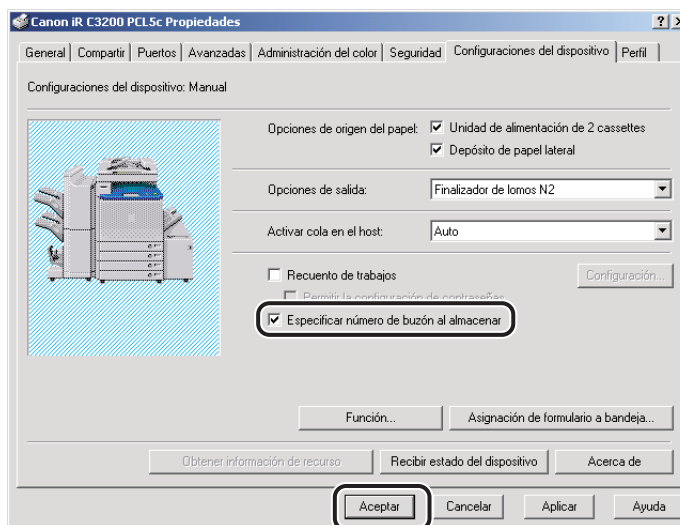 Canon iR C3200 PCL5c Propiedades
General Compartir Puertos Avanzadas Administración del color Seguridad Configuraciones del dispositivo Perfil
Configuraciones del dispositivo: Manual
Opciones de origen del papel: Unidad de alimentación de 2 cassettes
Depósito de papel lateral
Opciones de salida: Finalizador de lomos N2
Activar cola en el host: Auto
Recuento de trabajos Configuración...
Permitir la configuración de contraseñas
Especificar número de buzón al almacenar
Función... Asignación de formulario a bandeja...
Obtener información de recurso Recibir estado del dispositivo Acerca de
Aceptar Cancelar Aplicar Ayuda